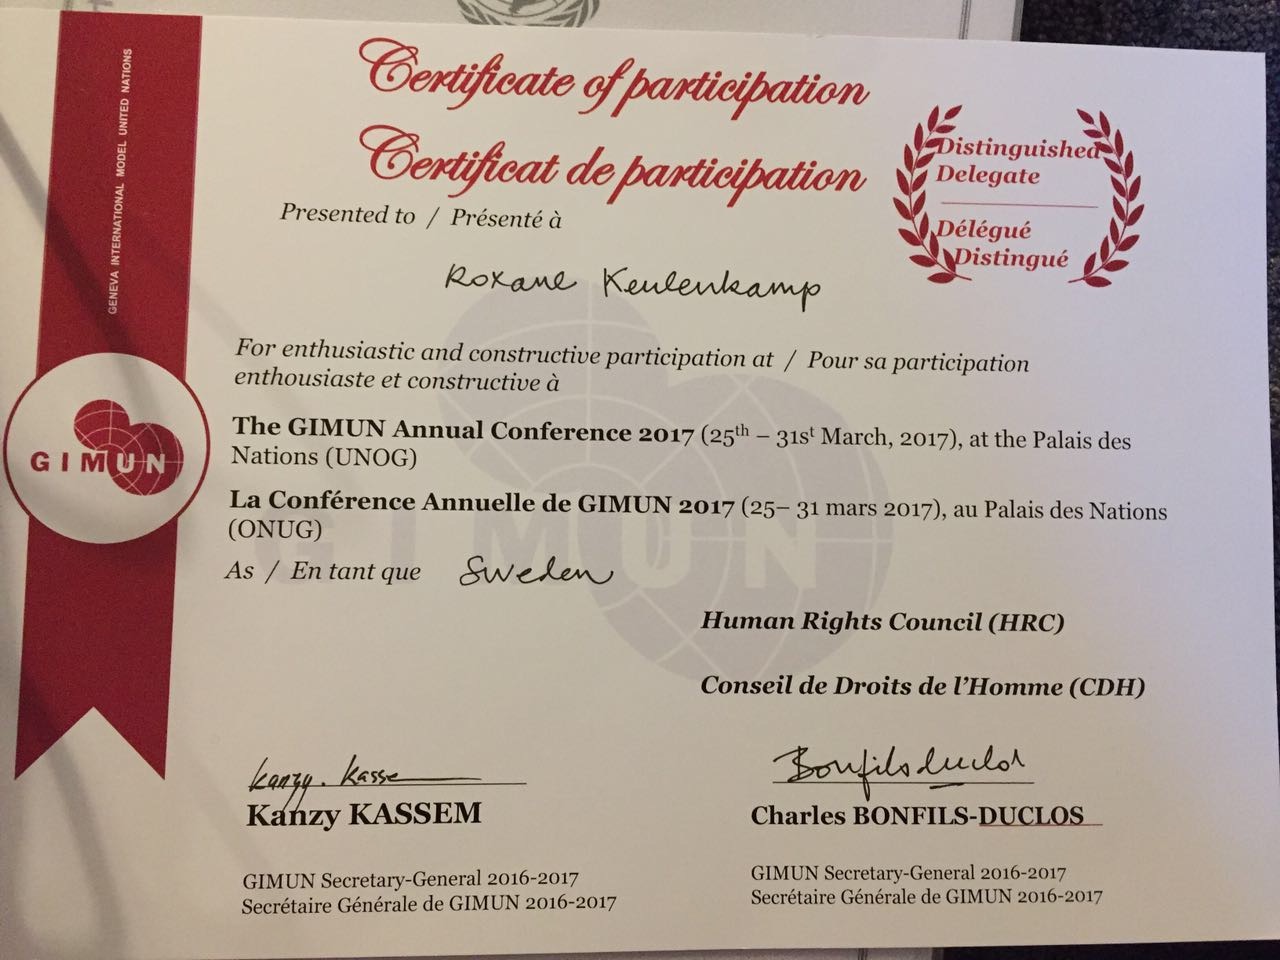 GENEVA INTERNATIONAL MODEL UNITED NATIONS
Certificate of participation
Certificat de participation
Distinguished
Delegate
Délégué
Distingué
Presented to / Présenté à
Roxane Keulenkamp
For enthusiastic and constructive participation at / Pour sa participation
enthousiaste et constructive à
GIMUN
The GIMUN Annual Conference 2017 (25th – 31st March, 2017), at the Palais des
Nations (UNOG)
La Conférence Annuelle de GIMUN 2017 (25– 31 mars 2017), au Palais des Nations
(ONUG)
GIMUN
As / En tant que Sweden
Human Rights Council (HRC)
Conseil de Droits de l'Homme (CDH)
Kanzy. Kasse
Kanzy KASSEM
GIMUN Secretary-General 2016-2017
Secrétaire Générale de GIMUN 2016-2017
Bonfils duclos
Charles BONFILS-DUCLOS
GIMUN Secretary-General 2016-2017
Secrétaire Générale de GIMUN 2016-2017